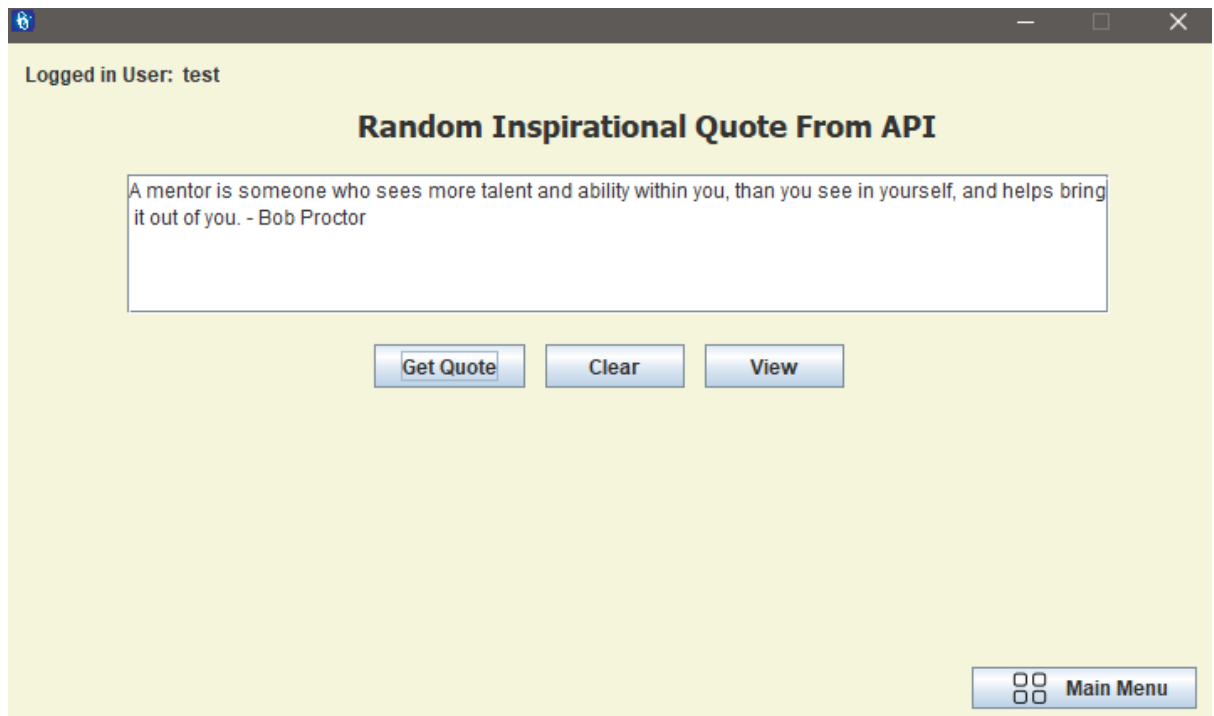 Logged in User: test
Random Inspirational Quote From API
A mentor is someone who sees more talent and ability within you, than you see in yourself, and helps bring
it out of you. - Bob Proctor
Get Quote Clear View
Main Menu